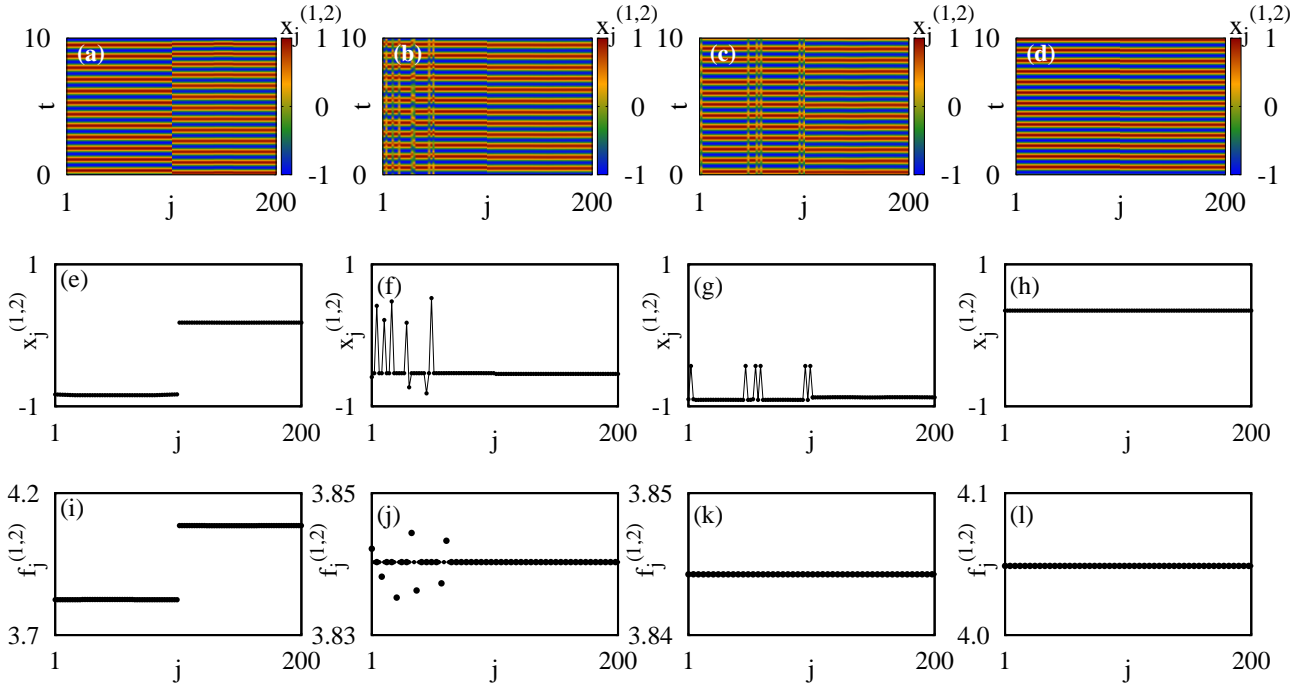 x_j^(1,2) x_j^(1,2) x_j^(1,2) x_j^(1,2)
10 (a) 1 10 (b) 1 10 (c) 1 10 (d) 1
t 0 t 0 t 0 t 0
0 -1 0 -1 0 -1 0 -1
1 j 200 1 j 200 1 j 200 1 j 200
1 (e) 1 (f) 1 (g) 1 (h)
x_j^(1,2) x_j^(1,2) x_j^(1,2) x_j^(1,2)
-1 -1 -1 -1
1 j 200 1 j 200 1 j 200 1 j 200
4.2 (i) 3.85 (j) 3.85 (k) 4.1 (l)
f_j^(1,2) f_j^(1,2) f_j^(1,2) f_j^(1,2)
3.7 3.83 3.84 4.0
1 j 200 1 j 200 1 j 200 1 j 200